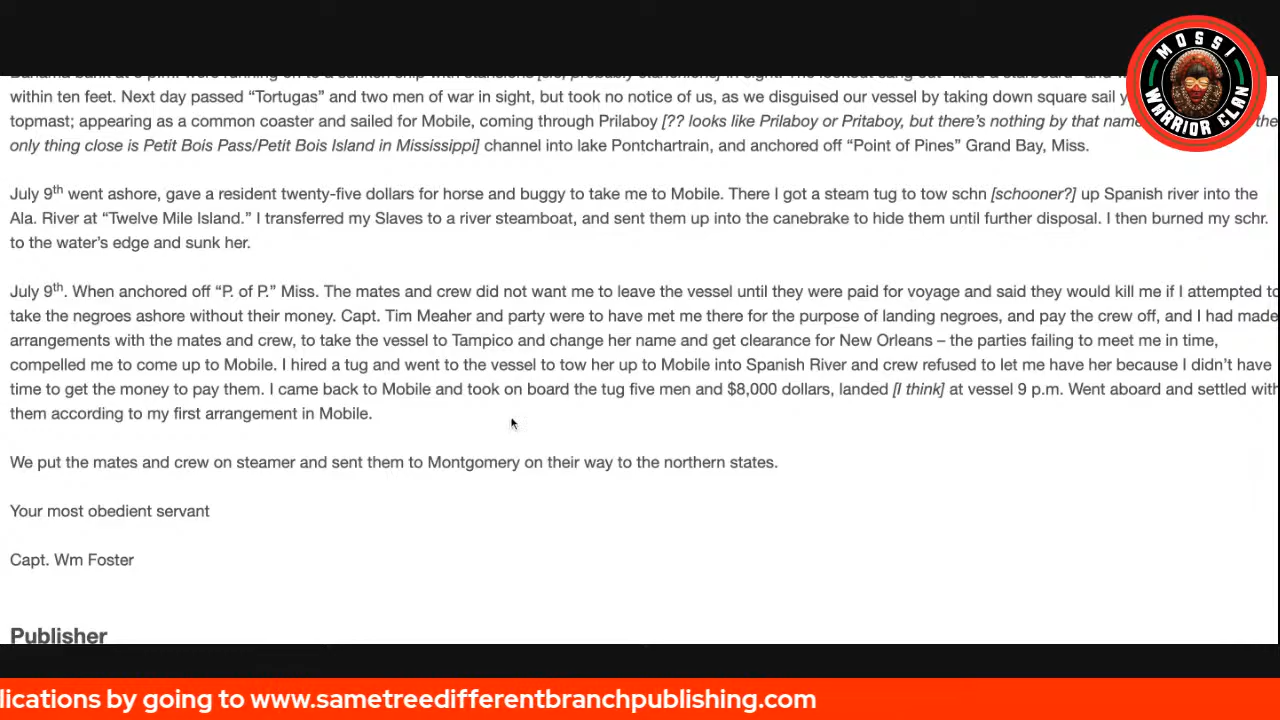 MOSSI
WARRIOR CLAN
within ten feet. Next day passed “Tortugas” and two men of war in sight, but took no notice of us, as we disguised our vessel by taking down square sail
topmast; appearing as a common coaster and sailed for Mobile, coming through Prilaboy [?? looks like Prilaboy or Pritaboy, but there’s nothing by that name
only thing close is Petit Bois Pass/Petit Bois Island in Mississippi] channel into lake Pontchartrain, and anchored off “Point of Pines” Grand Bay, Miss.
July 9th went ashore, gave a resident twenty-five dollars for horse and buggy to take me to Mobile. There I got a steam tug to tow schn [schooner?] up Spanish river into the
Ala. River at “Twelve Mile Island.” I transferred my Slaves to a river steamboat, and sent them up into the canebrake to hide them until further disposal. I then burned my schr.
to the water’s edge and sunk her.
July 9th. When anchored off “P. of P.” Miss. The mates and crew did not want me to leave the vessel until they were paid for voyage and said they would kill me if I attempted to
take the negroes ashore without their money. Capt. Tim Meaher and party were to have met me there for the purpose of landing negroes, and pay the crew off, and I had made
arrangements with the mates and crew, to take the vessel to Tampico and change her name and get clearance for New Orleans – the parties failing to meet me in time,
compelled me to come up to Mobile. I hired a tug and went to the vessel to tow her up to Mobile into Spanish River and crew refused to let me have her because I didn’t have
time to get the money to pay them. I came back to Mobile and took on board the tug five men and $8,000 dollars, landed [I think] at vessel 9 p.m. Went aboard and settled with
them according to my first arrangement in Mobile.
We put the mates and crew on steamer and sent them to Montgomery on their way to the northern states.
Your most obedient servant
Capt. Wm Foster
Publisher
lications by going to www.sametreedifferentbranchpublishing.com